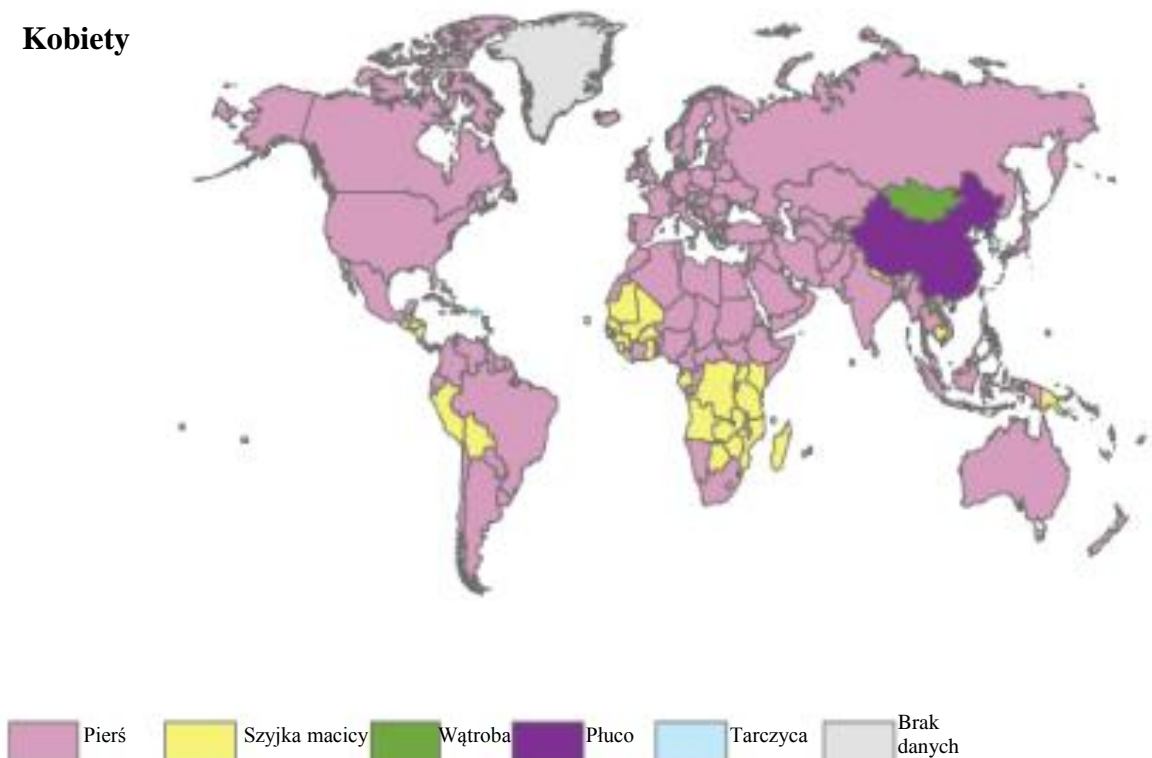 Kobiety
Pierś
Szyjka macicy
Wątroba
Płuco
Tarczyca
Brak
danych